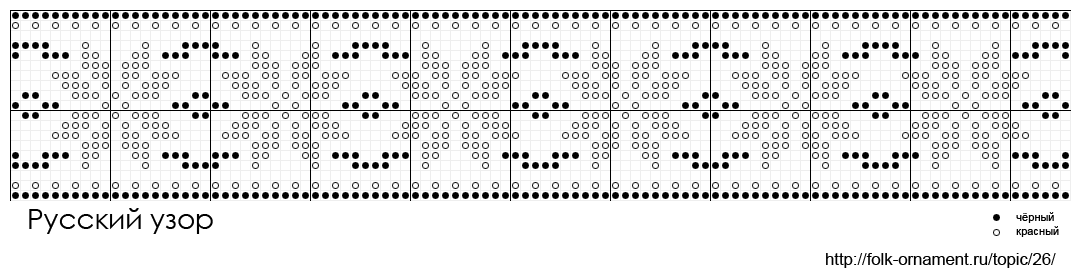 Русский узор
чёрный
красный
http://folk-ornament.ru/topic/26/